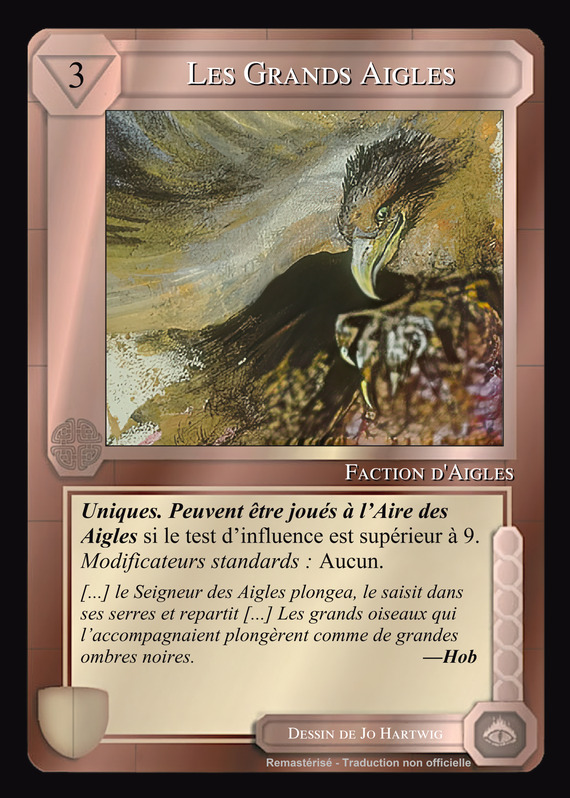 3
Les Grands Aigles
Faction d'Aigles
Uniques. Peuvent être joués à l’Aire des
Aigles si le test d’influence est supérieur à 9.
Modificateurs standards : Aucun.
[...] le Seigneur des Aigles plongea, le saisit dans
ses serres et repartit [...] Les grands oiseaux qui
l’accompagnaient plongèrent comme de grandes
ombres noires. —Hob
Dessin de Jo Hartwig
Remastérisé - Traduction non officielle